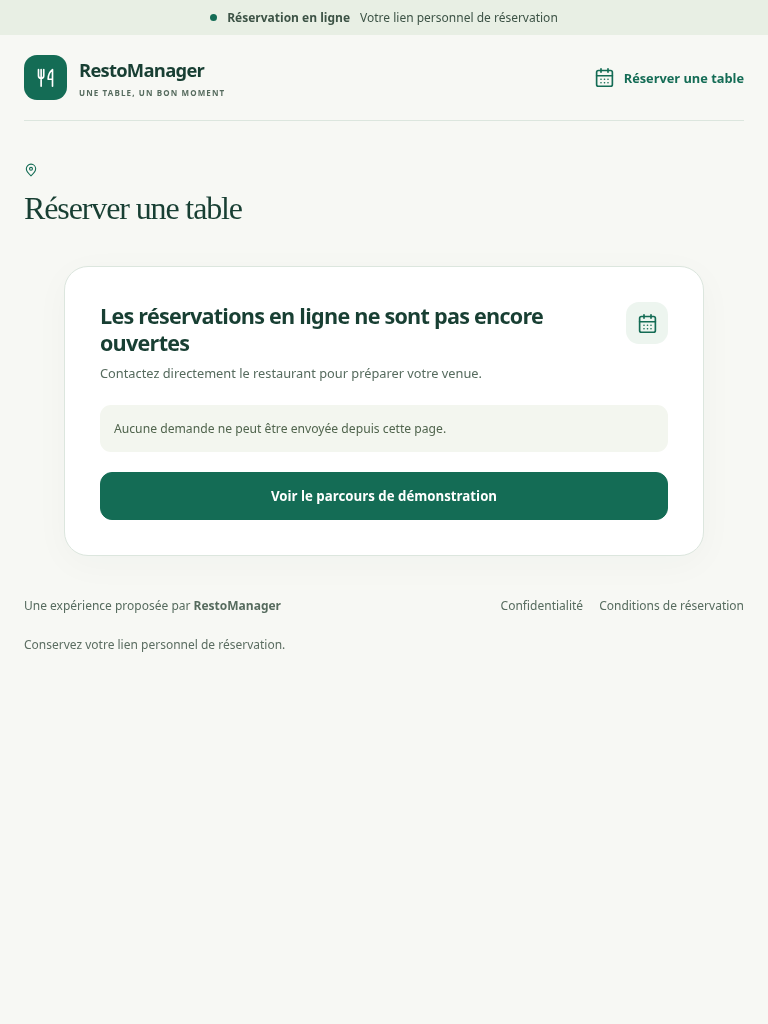 Réservation en ligne Votre lien personnel de réservation
RestoManager
UNE TABLE, UN BON MOMENT
Réserver une table
Réserver une table
Les réservations en ligne ne sont pas encore
ouvertes
Contactez directement le restaurant pour préparer votre venue.
Aucune demande ne peut être envoyée depuis cette page.
Voir le parcours de démonstration
Une expérience proposée par RestoManager
Confidentialité Conditions de réservation
Conservez votre lien personnel de réservation.